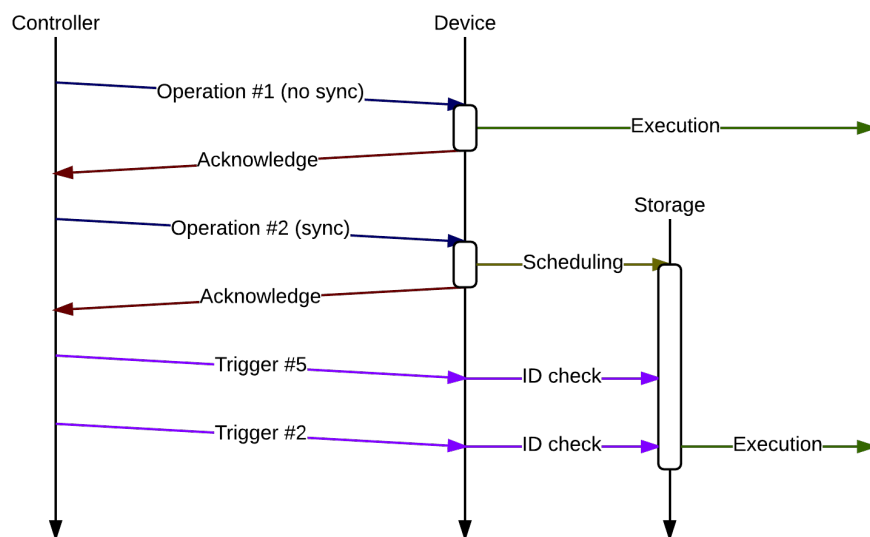 Controller
Device
Operation #1 (no sync)
Execution
Acknowledge
Storage
Operation #2 (sync)
Scheduling
Acknowledge
Trigger #5
ID check
Trigger #2
ID check
Execution